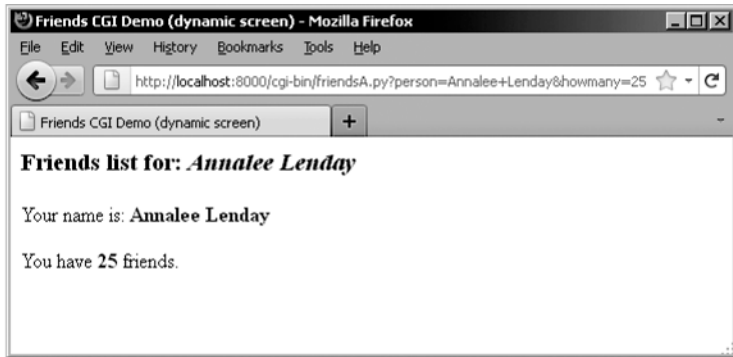 Friends CGI Demo (dynamic screen) - Mozilla Firefox
File Edit View History Bookmarks Tools Help
http://localhost:8000/cgi-bin/friendsA.py?person=Annalee+Lenday&howmany=25
Friends CGI Demo (dynamic screen)
Friends list for: Annalee Lenday
Your name is: Annalee Lenday
You have 25 friends.